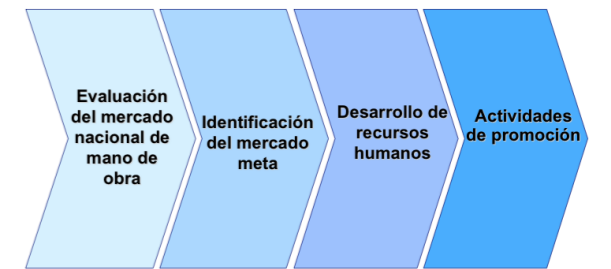 Evaluación
del mercado
nacional de
mano de
obra
Identificación
del mercado
meta
Desarrollo de
recursos
humanos
Actividades
de promoción